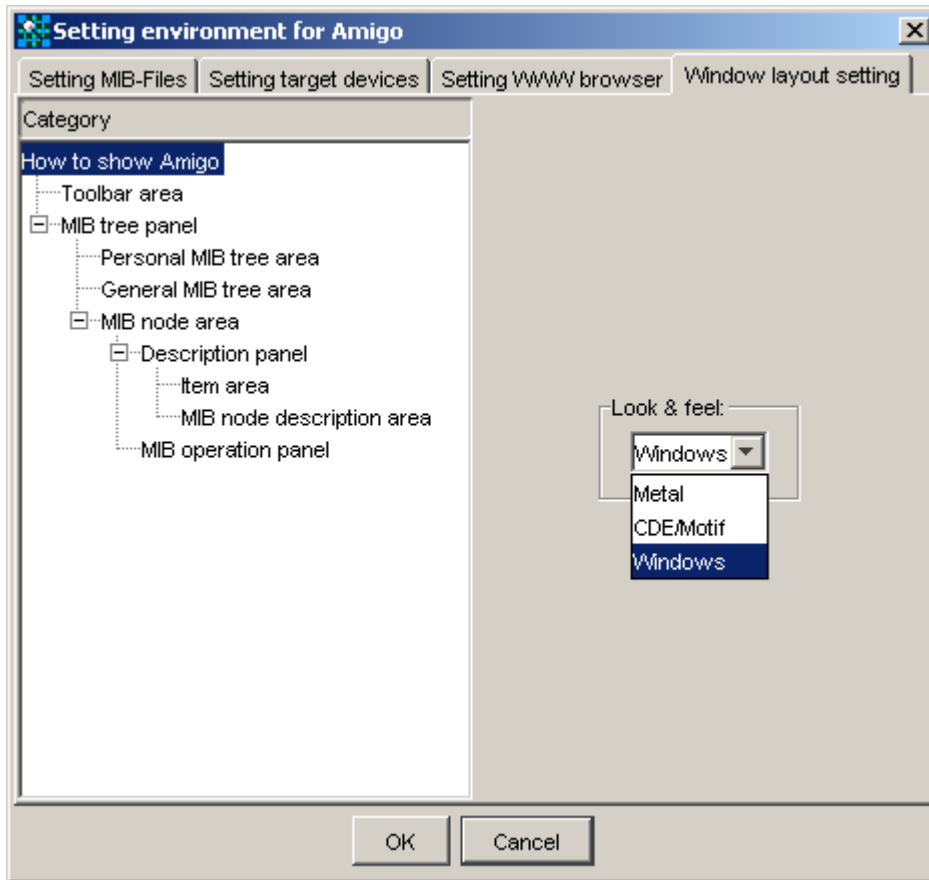 Setting environment for Amigo
Setting MIB-Files Setting target devices Setting WWW browser Window layout setting
Category
How to show Amigo
Toolbar area
MIB tree panel
Personal MIB tree area
General MIB tree area
MIB node area
Description panel
Item area
MIB node description area
MIB operation panel
Look & feel:
Windows
Metal
CDE/Motif
Windows
OK Cancel